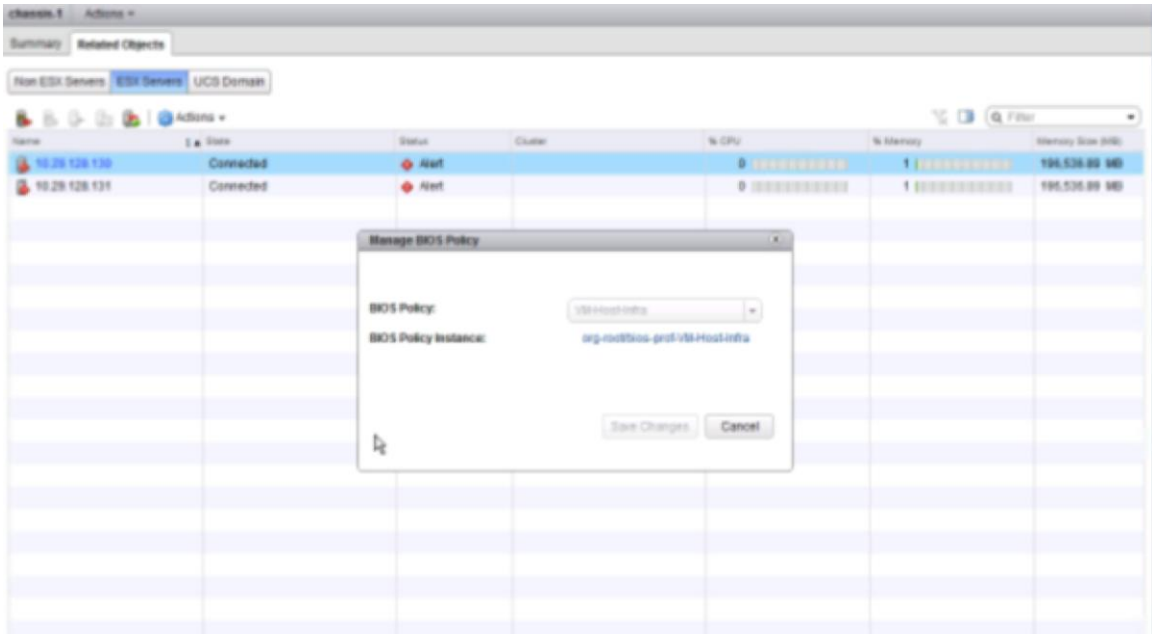 chassis-1 Actions
Summary Related Objects
Non ESX Servers ESX Servers UCS Domain
Actions Filter
Name 1 State Status Cluster % CPU % Memory Memory Size (MB)
10.29.128.130 Connected Alert 0 1 196,536.89 MB
10.29.128.131 Connected Alert 0 1 196,536.89 MB
Manage BIOS Policy
BIOS Policy: VM-Host-Infra
BIOS Policy Instance: org-root/bios-prof-VM-Host-Infra
Save Changes Cancel